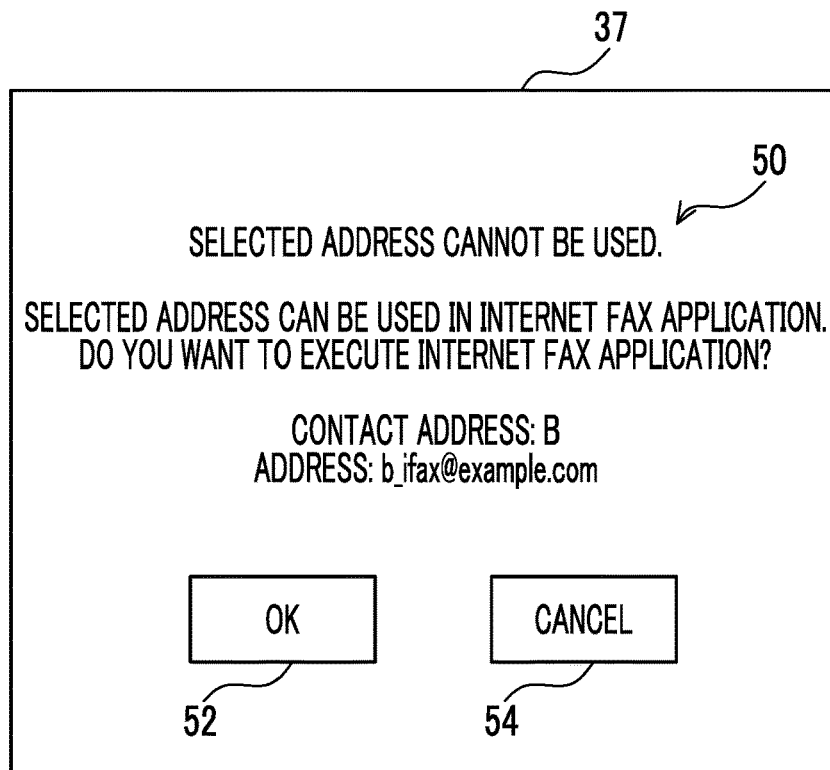 37
50
SELECTED ADDRESS CANNOT BE USED.
SELECTED ADDRESS CAN BE USED IN INTERNET FAX APPLICATION.
DO YOU WANT TO EXECUTE INTERNET FAX APPLICATION?
CONTACT ADDRESS: B
ADDRESS: b_ifax@example.com
OK
CANCEL
52
54